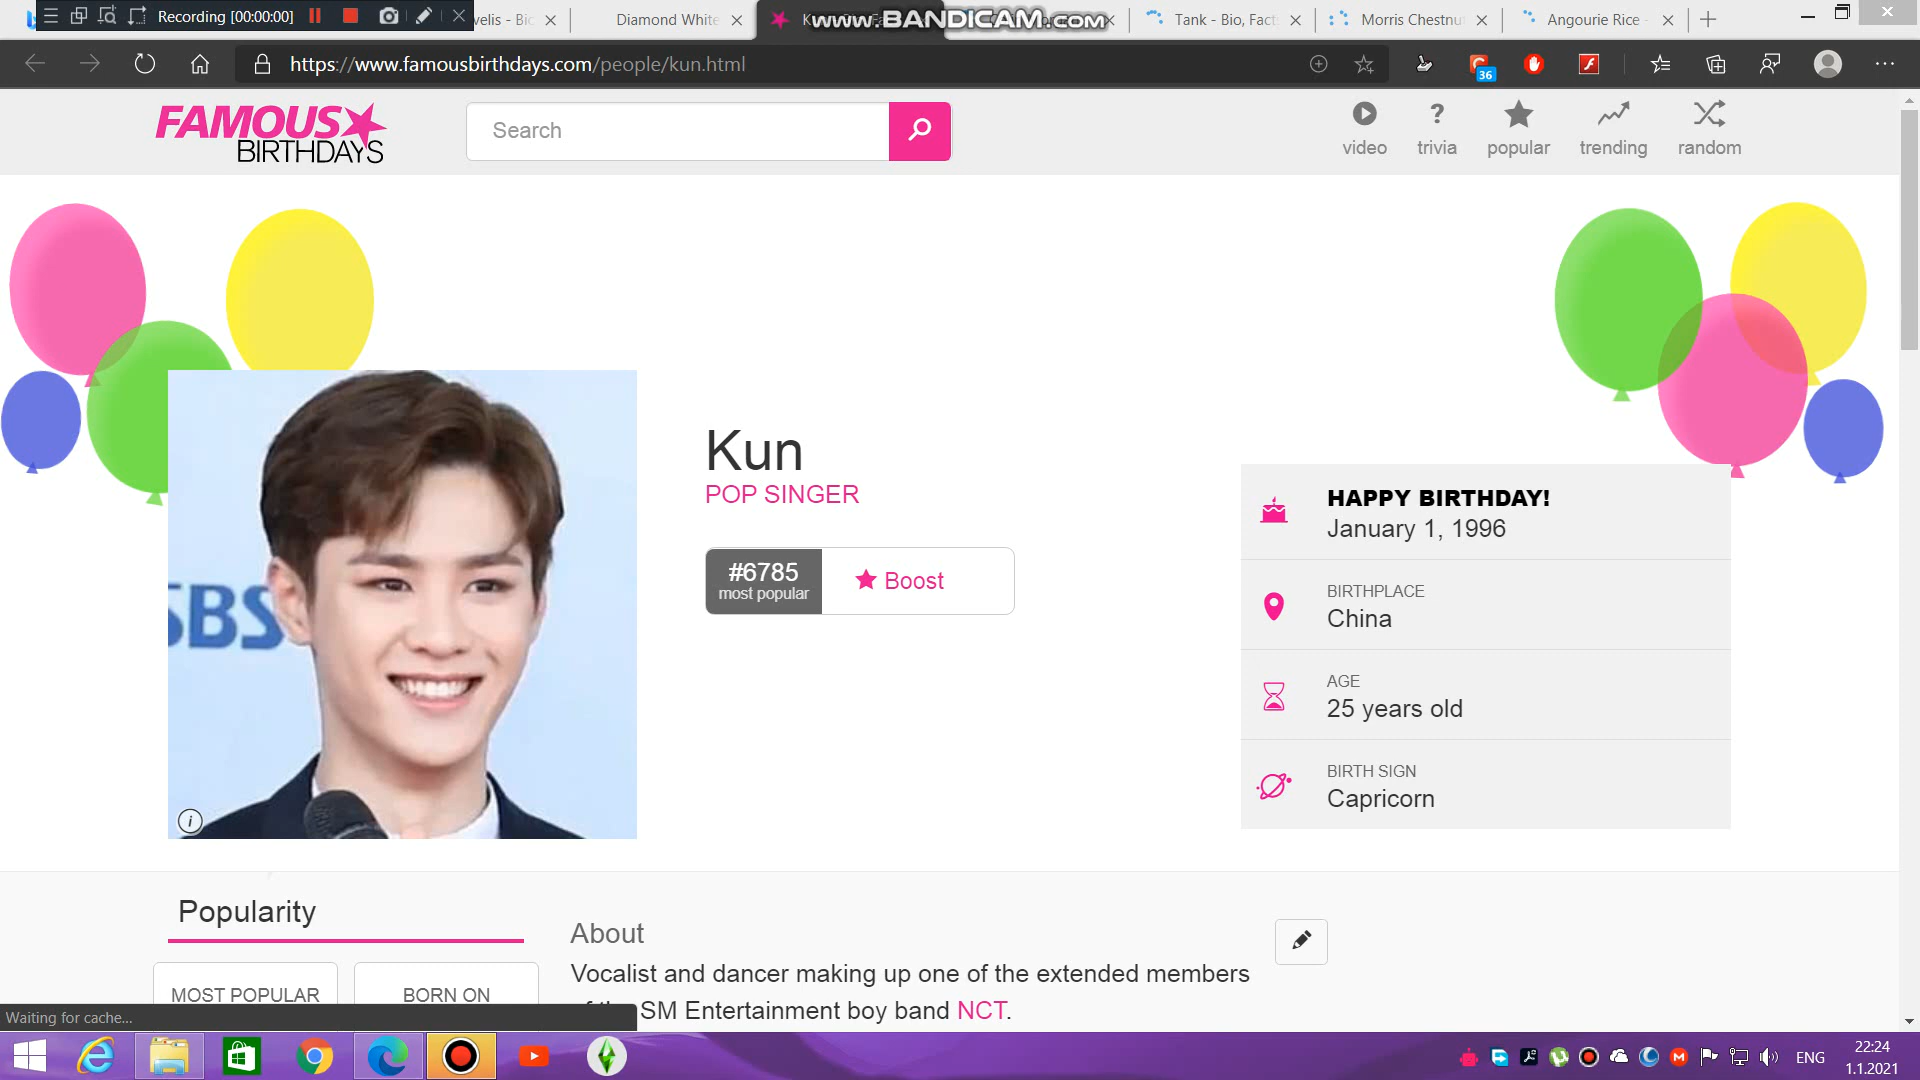 Recording [00:00:00]
velis - Bio
Diamond White
www.BANDICAM.com
Tank - Bio, Fact
Morris Chestnut
Angourie Rice -
https://www.famousbirthdays.com/people/kun.html
36
FAMOUS
BIRTHDAYS
Search
video
trivia
popular
trending
random
SBS
Kun
POP SINGER
#6785
most popular
Boost
HAPPY BIRTHDAY!
January 1, 1996
BIRTHPLACE
China
AGE
25 years old
BIRTH SIGN
Capricorn
Popularity
MOST POPULAR
BORN ON
About
Vocalist and dancer making up one of the extended members
SM Entertainment boy band NCT.
Waiting for cache...
ENG
22:24
1.1.2021